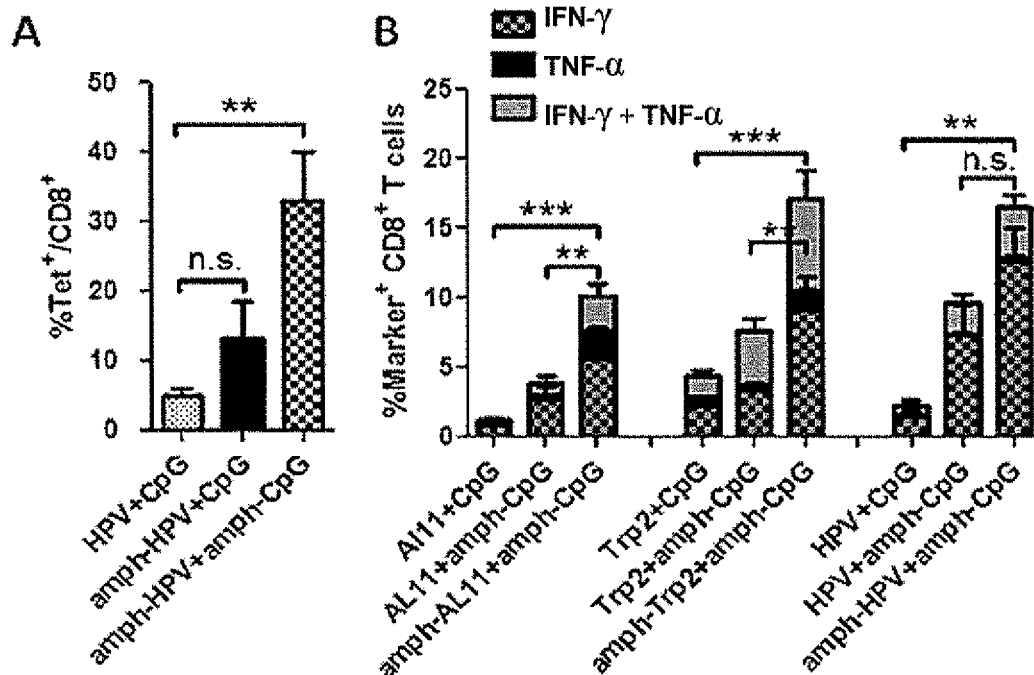 A
%Tet+/CD8+
50
40
30
20
10
0
**
n.s.
HPV+CpG
amph-HPV+CpG
amph-HPV+amph-CpG
B
IFN-γ
TNF-α
IFN-γ + TNF-α
%Marker+ CD8+ T cells
25
20
15
10
5
0
***
**
***
**
**
n.s.
AH11+CpG
AL11+amph-CpG
amph-AL11+amph-CpG
Trp2+CpG
Trp2+amph-CpG
amph-Trp2+amph-CpG
HPV+CpG
HPV+amph-CpG
amph-HPV+amph-CpG